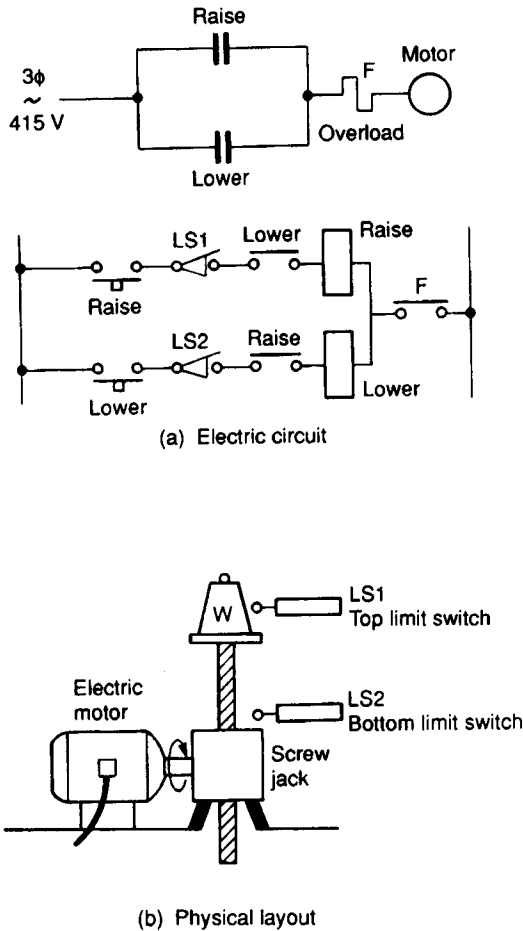 Raise
3ϕ
~
415 V
F
Motor
Overload
Lower
LS1
Lower
Raise
Raise
F
LS2
Raise
Lower
Lower
(a) Electric circuit
W
LS1
Top limit switch
Electric
motor
LS2
Bottom limit switch
Screw
jack
(b) Physical layout